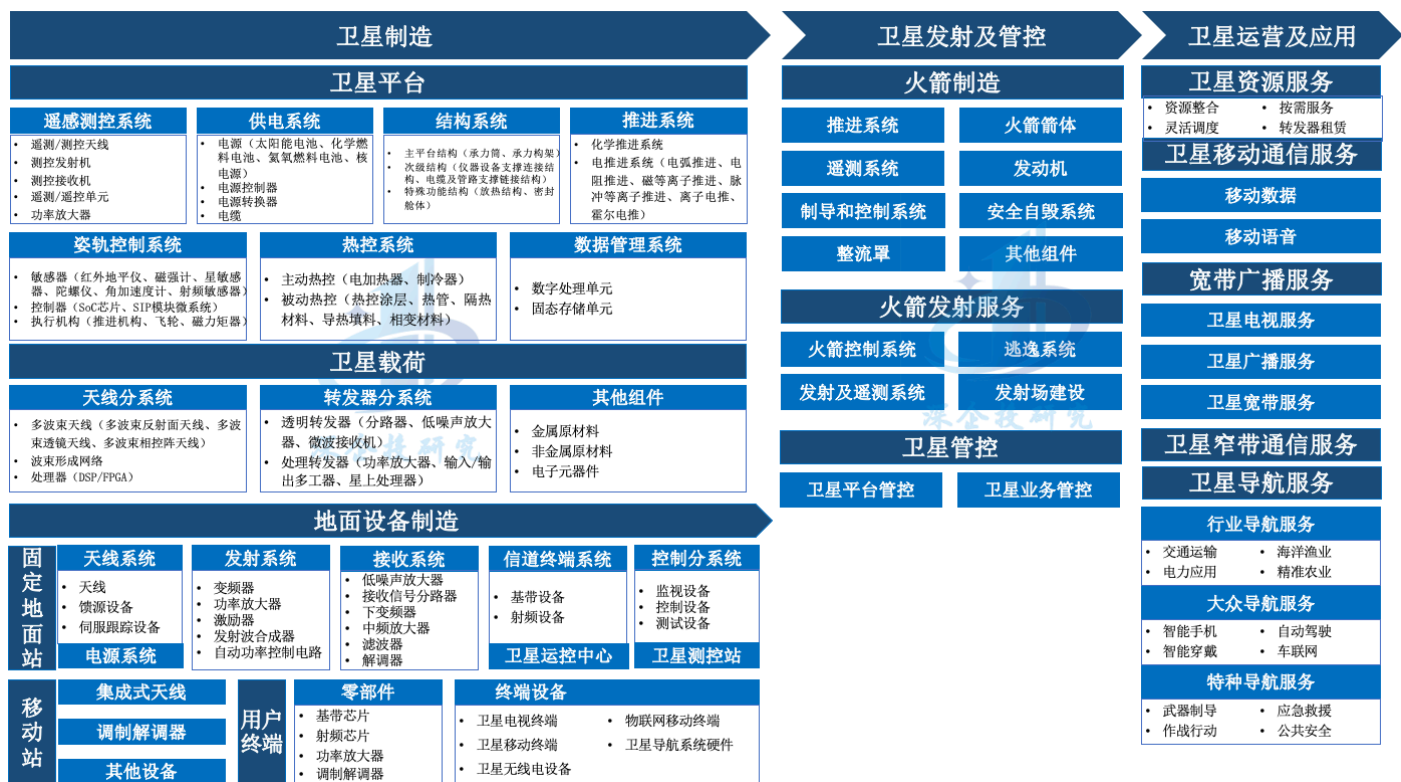 卫星制造
卫星发射及管控
卫星运营及应用
卫星平台
遥感测控系统
• 遥测/测控天线
• 测控发射机
• 测控接收机
• 遥测/遥控单元
• 功率放大器
供电系统
• 电源（太阳能电池、化学燃
料电池、氢氧燃料电池、核
电源）
• 电源控制器
• 电源转换器
• 电缆
结构系统
• 主平台结构（承力筒、承力构架）
• 次级结构（仪器设备支撑连接结
构、电缆及管路支撑链接结构）
• 特殊功能结构（放热结构、密封
舱体）
推进系统
• 化学推进系统
• 电推进系统（电弧推进、电
阻推进、磁等离子推进、脉
冲等离子推进、离子电推、
霍尔电推）
姿轨控制系统
• 敏感器（红外地平仪、磁强计、星敏感
器、陀螺仪、角加速度计、射频敏感器）
• 控制器（SoC芯片、SIP模块微系统）
• 执行机构（推进机构、飞轮、磁力矩器）
热控系统
• 主动热控（电加热器、制冷器）
• 被动热控（热控涂层、热管、隔热
材料、导热填料、相变材料）
数据管理系统
• 数字处理单元
• 固态存储单元
卫星载荷
天线分系统
• 多波束天线（多波束反射面天线、多波
束透镜天线、多波束相控阵天线）
• 波束形成网络
• 处理器（DSP/FPGA）
转发器分系统
• 透明转发器（分路器、低噪声放大
器、微波接收机）
• 处理转发器（功率放大器、输入/输
出多工器、星上处理器）
其他组件
• 金属原材料
• 非金属原材料
• 电子元器件
地面设备制造
固定地面站
天线系统
• 天线
• 馈源设备
• 伺服跟踪设备
电源系统
发射系统
• 变频器
• 功率放大器
• 激励器
• 发射波合成器
• 自动功率控制电路
接收系统
• 低噪声放大器
• 接收信号分路器
• 下变频器
• 中频放大器
• 滤波器
• 解调器
信道终端系统
• 基带设备
• 射频设备
卫星运控中心
控制分系统
• 监视设备
• 控制设备
• 测试设备
卫星测控站
移动站
集成式天线
调制解调器
其他设备
用户
终端
零部件
• 基带芯片
• 射频芯片
• 功率放大器
• 调制解调器
终端设备
• 卫星电视终端
• 卫星移动终端
• 卫星无线电设备
• 物联网移动终端
• 卫星导航系统硬件
火箭制造
推进系统
火箭箭体
遥测系统
发动机
制导和控制系统
安全自毁系统
整流罩
其他组件
火箭发射服务
火箭控制系统
逃逸系统
发射及遥测系统
发射场建设
卫星管控
卫星平台管控
卫星业务管控
卫星资源服务
• 资源整合
• 按需服务
• 灵活调度
• 转发器租赁
卫星移动通信服务
移动数据
移动语音
宽带广播服务
卫星电视服务
卫星广播服务
卫星宽带服务
卫星窄带通信服务
卫星导航服务
行业导航服务
• 交通运输
• 海洋渔业
• 电力应用
• 精准农业
大众导航服务
• 智能手机
• 自动驾驶
• 智能穿戴
• 车联网
特种导航服务
• 武器制导
• 应急救援
• 作战行动
• 公共安全
深企投研究
深企投研究